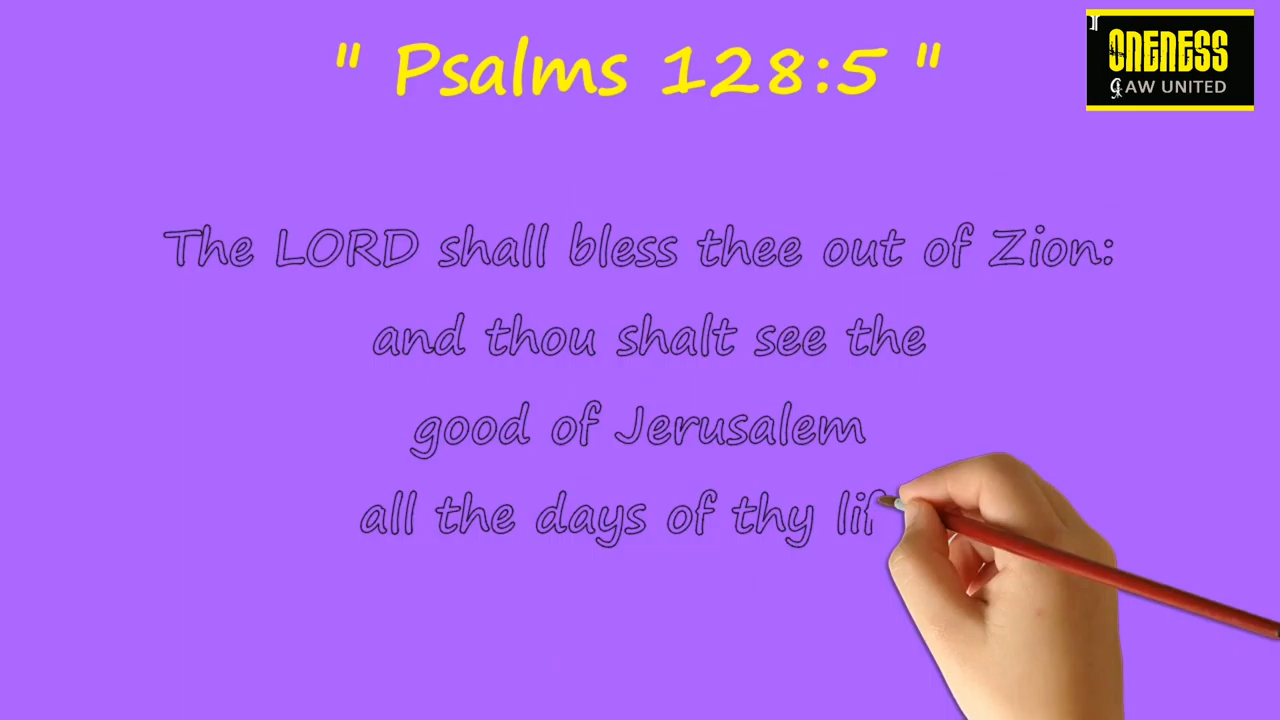 " Psalms 128:5 "
ONENESS
AW UNITED
The LORD shall bless thee out of Zion:
and thou shalt see the
good of Jerusalem
all the days of thy lif